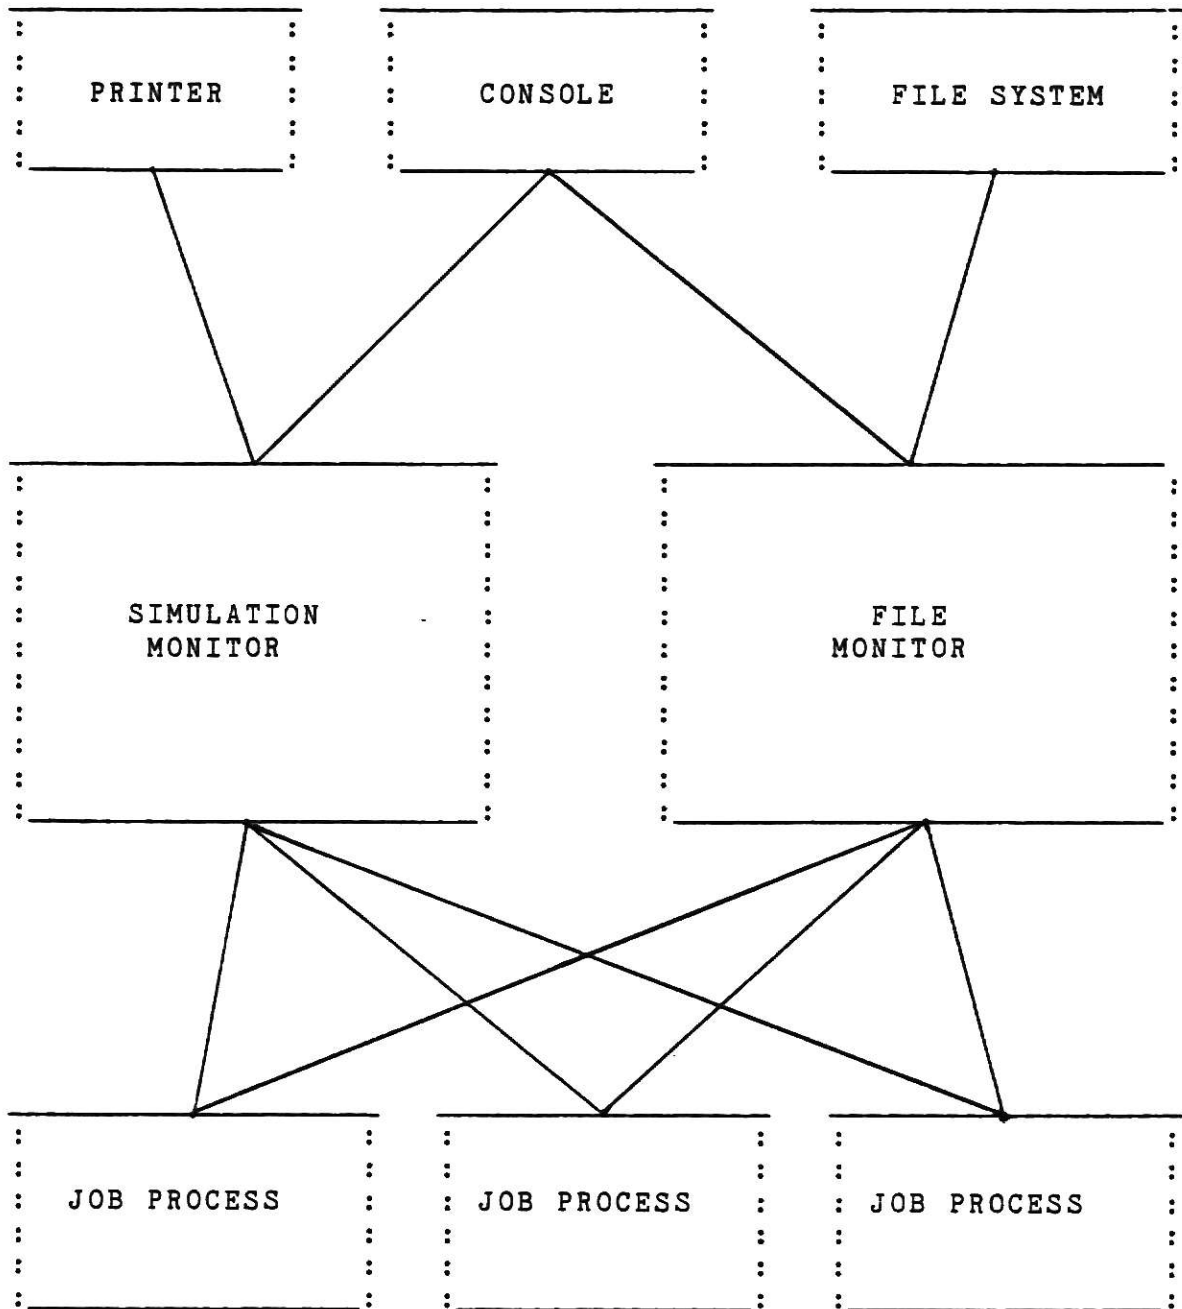 PRINTER
CONSOLE
FILE SYSTEM
SIMULATION
MONITOR
FILE
MONITOR
JOB PROCESS
JOB PROCESS
JOB PROCESS